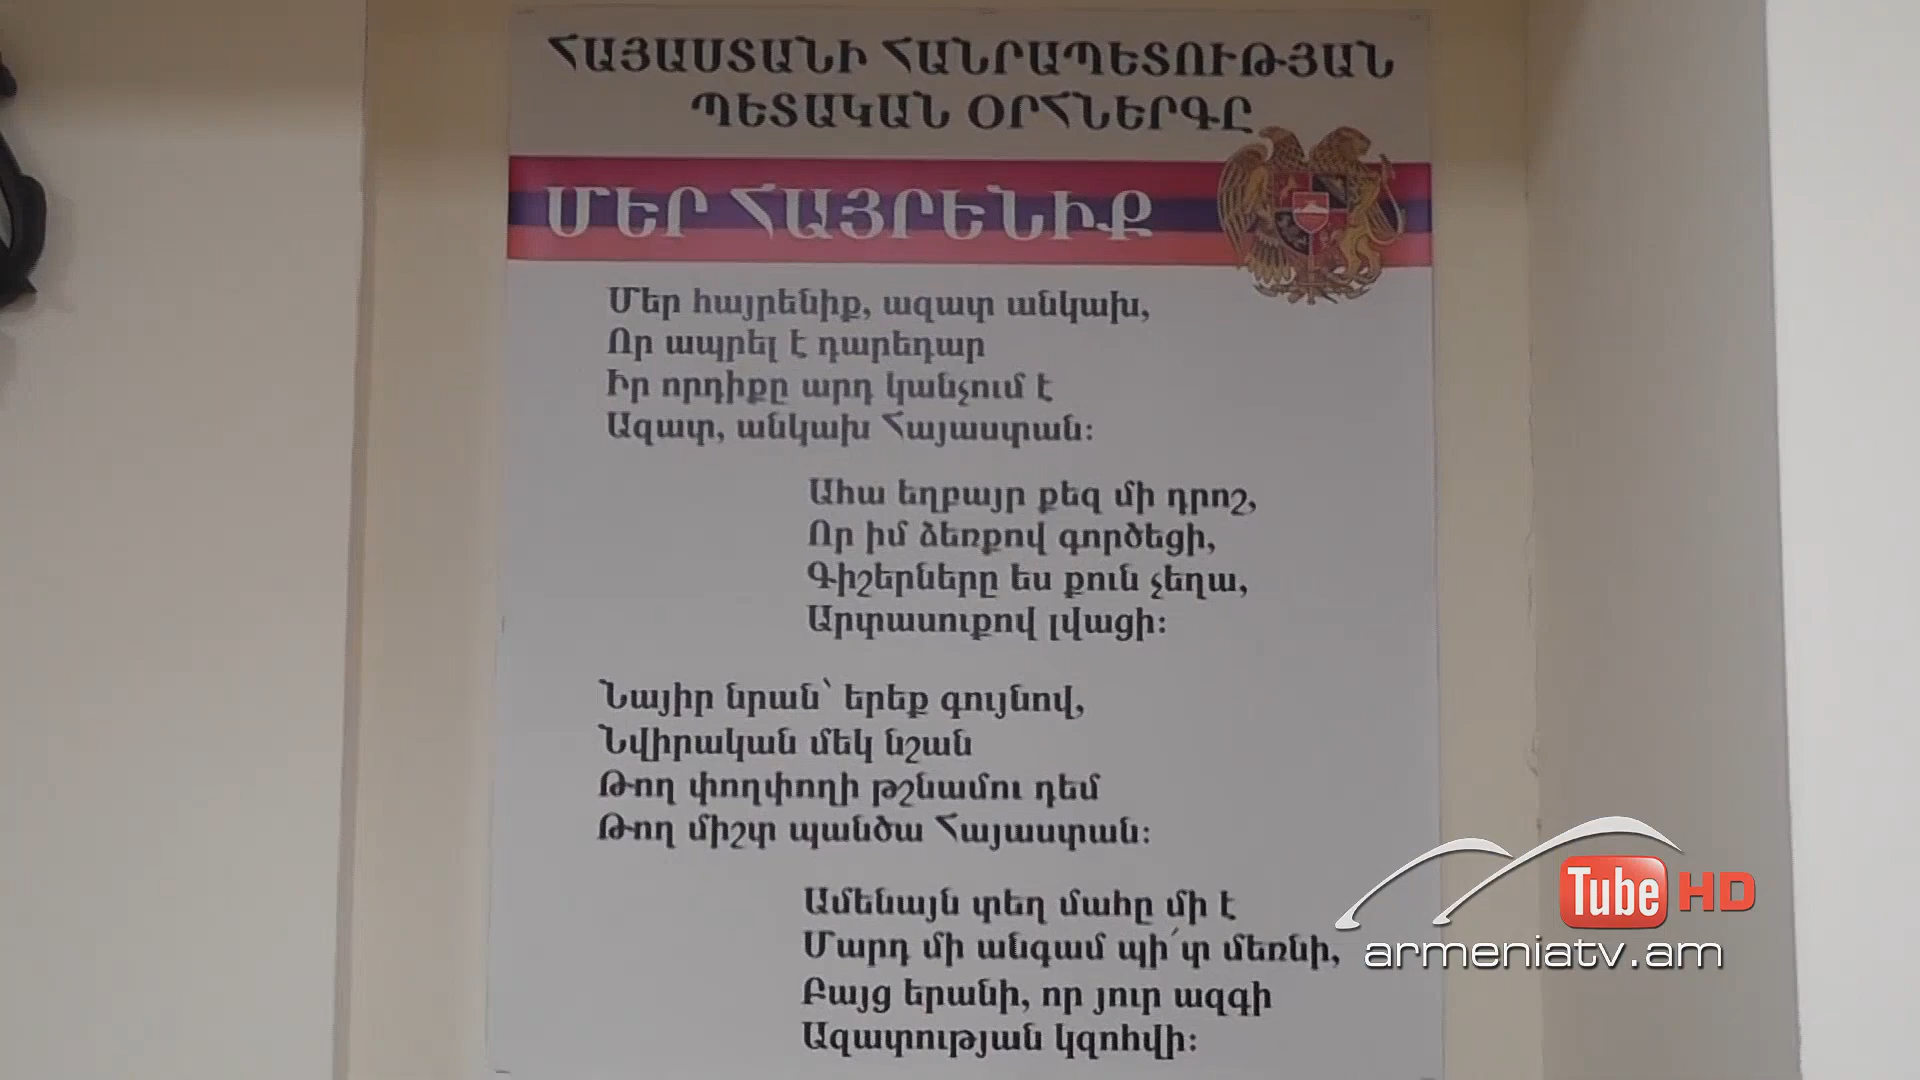 ՀԱՅԱՍՏԱՆԻ ՀԱՆՐԱՊԵՏՈՒԹՅԱՆ
ՊԵՏԱԿԱՆ ՕՐՀՆԵՐԳԸ
ՄԵՐ ՀԱՅՐԵՆԻՔ
Մեր հայրենիք, ազատ անկախ,
Որ ապրել է դարեդար
Իր որդիքը արդ կանչում է
Ազատ, անկախ Հայաստան:
Ահա եղբայր քեզ մի դրոշ,
Որ իմ ձեռքով գործեցի,
Գիշերները ես քուն չեղա,
Արտասուքով լվացի:
Նայիր նրան՝ երեք գույնով,
Նվիրական մեկ նշան
Թող փողփողի թշնամու դեմ
Թող միշտ պանծա Հայաստան:
Ամենայն տեղ մահը մի է
Մարդ մի անգամ պի՛տ մեռնի,
Բայց երանի, որ յուր ազգի
Ազատության կզոհվի:
Tube HD
armeniatv.am